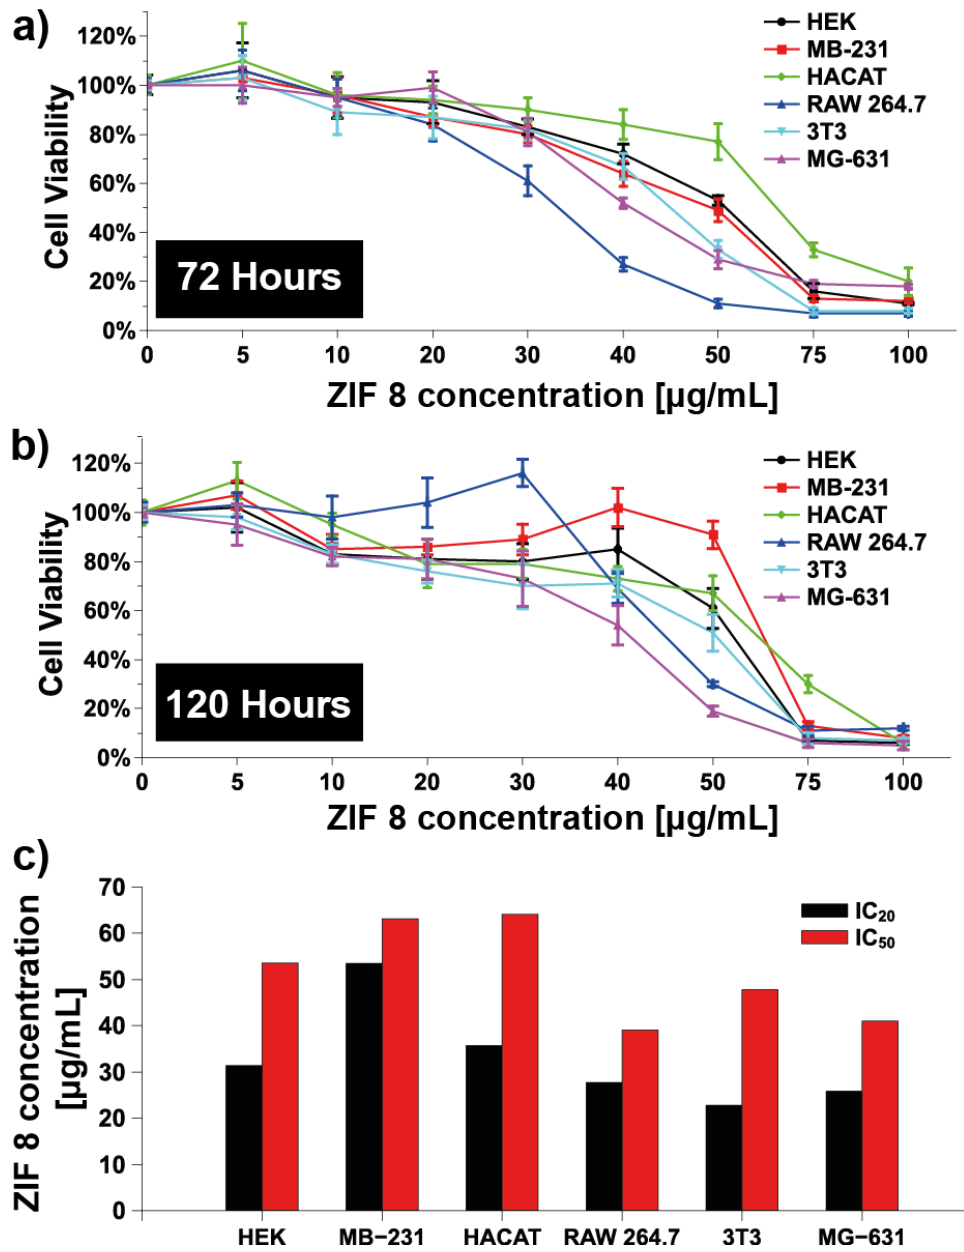 a)
120%
100%
80%
60%
40%
20%
0%
Cell Viability
HEK
MB-231
HACAT
RAW 264.7
3T3
MG-631
72 Hours
0 5 10 20 30 40 50 75 100
ZIF 8 concentration [µg/mL]
b)
120%
100%
80%
60%
40%
20%
0%
Cell Viability
HEK
MB-231
HACAT
RAW 264.7
3T3
MG-631
120 Hours
0 5 10 20 30 40 50 75 100
ZIF 8 concentration [µg/mL]
c)
70
60
50
40
30
20
10
0
ZIF 8 concentration
[µg/mL]
IC₂₀
IC₅₀
HEK MB−231 HACAT RAW 264.7 3T3 MG−631